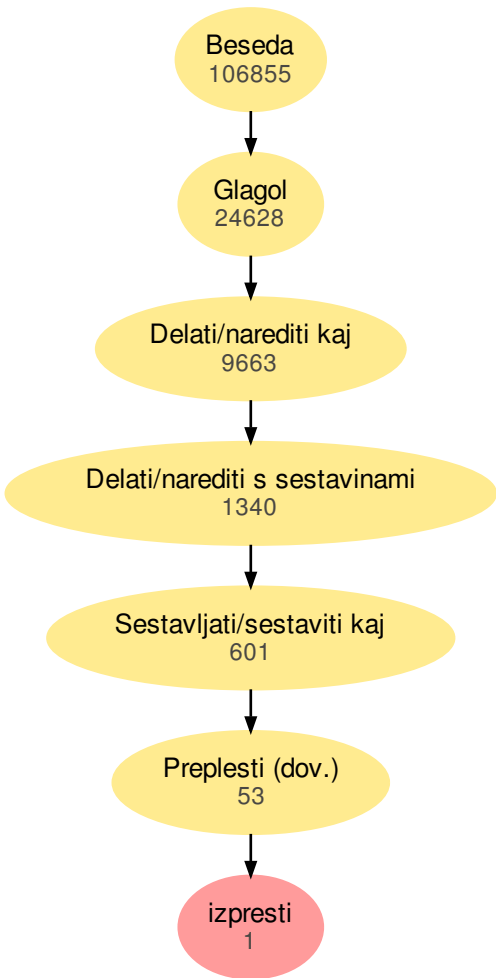 Beseda
106855
Glagol
24628
Delati/narediti kaj
9663
Delati/narediti s sestavinami
1340
Sestavljati/sestaviti kaj
601
Preplesti (dov.)
53
izpresti
1